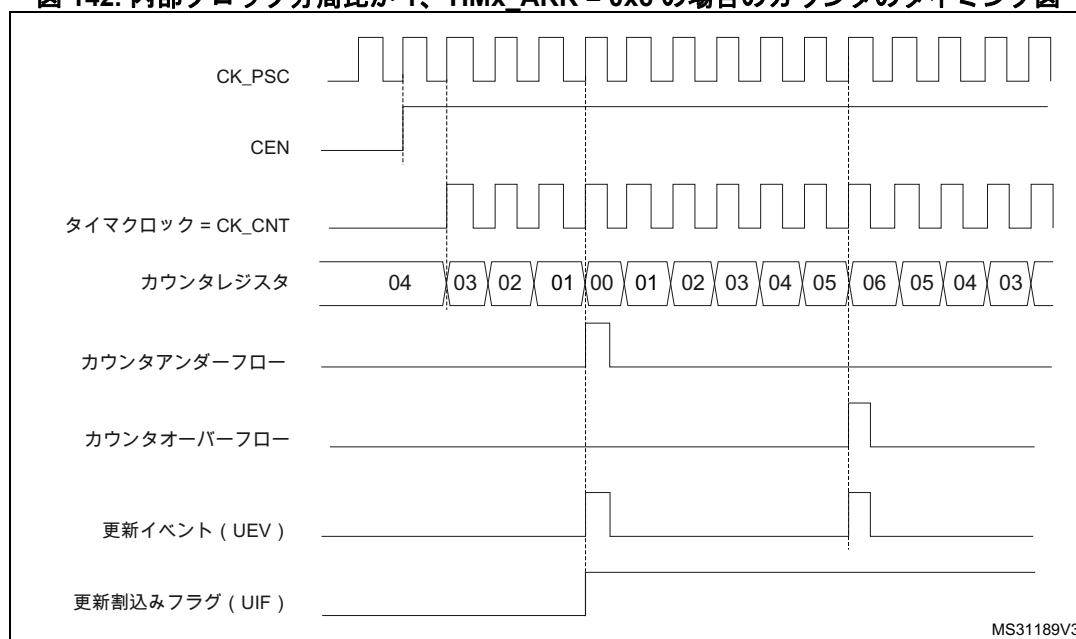 図 142. 内部クロック分周比が 1、TIMx_ARR = 0x6 の場合のカウンタのタイミング図
CK_PSC
CEN
タイマクロック = CK_CNT
カウンタレジスタ 04 03 02 01 00 01 02 03 04 05 06 05 04 03
カウンタアンダーフロー
カウンタオーバーフロー
更新イベント ( UEV )
更新割込みフラグ ( UIF )
MS31189V3